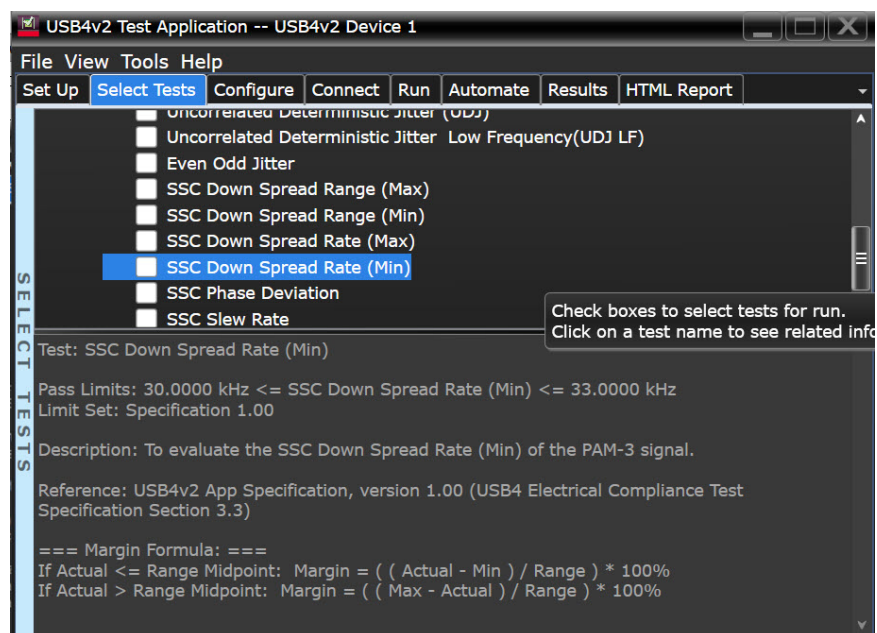 USB4v2 Test Application -- USB4v2 Device 1
File View Tools Help
Set Up Select Tests Configure Connect Run Automate Results HTML Report
Uncorrelated Deterministic Jitter (UDJ)
Uncorrelated Deterministic Jitter Low Frequency(UDJ LF)
Even Odd Jitter
SSC Down Spread Range (Max)
SSC Down Spread Range (Min)
SSC Down Spread Rate (Max)
SSC Down Spread Rate (Min)
SSC Phase Deviation
SSC Slew Rate
Check boxes to select tests for run.
Click on a test name to see related info
SELECT TESTS
Test: SSC Down Spread Rate (Min)
Pass Limits: 30.0000 kHz <= SSC Down Spread Rate (Min) <= 33.0000 kHz
Limit Set: Specification 1.00
Description: To evaluate the SSC Down Spread Rate (Min) of the PAM-3 signal.
Reference: USB4v2 App Specification, version 1.00 (USB4 Electrical Compliance Test
Specification Section 3.3)
=== Margin Formula: ===
If Actual <= Range Midpoint: Margin = ( ( Actual - Min ) / Range ) * 100%
If Actual > Range Midpoint: Margin = ( ( Max - Actual ) / Range ) * 100%